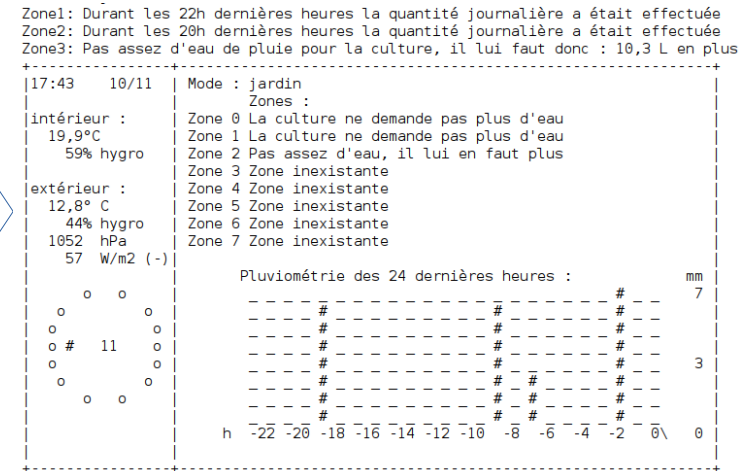 Zone1: Durant les 22h dernières heures la quantité journalière a était effectuée
Zone2: Durant les 20h dernières heures la quantité journalière a était effectuée
Zone3: Pas assez d'eau de pluie pour la culture, il lui faut donc : 10,3 L en plus
17:43 10/11 Mode : jardin
Zones :
intérieur : Zone 0 La culture ne demande pas plus d'eau
19,9°C Zone 1 La culture ne demande pas plus d'eau
59% hygro Zone 2 Pas assez d'eau, il lui en faut plus
Zone 3 Zone inexistante
extérieur : Zone 4 Zone inexistante
12,8° C Zone 5 Zone inexistante
44% hygro Zone 6 Zone inexistante
1052 hPa Zone 7 Zone inexistante
57 W/m2 (-)
Pluviométrie des 24 dernières heures : mm
o o # 7
o o # # #
o o # # #
o # 11 o # # #
o o # # # 3
o o # # # #
o o # # # #
# # # #
h -22 -20 -18 -16 -14 -12 -10 -8 -6 -4 -2 0\ 0